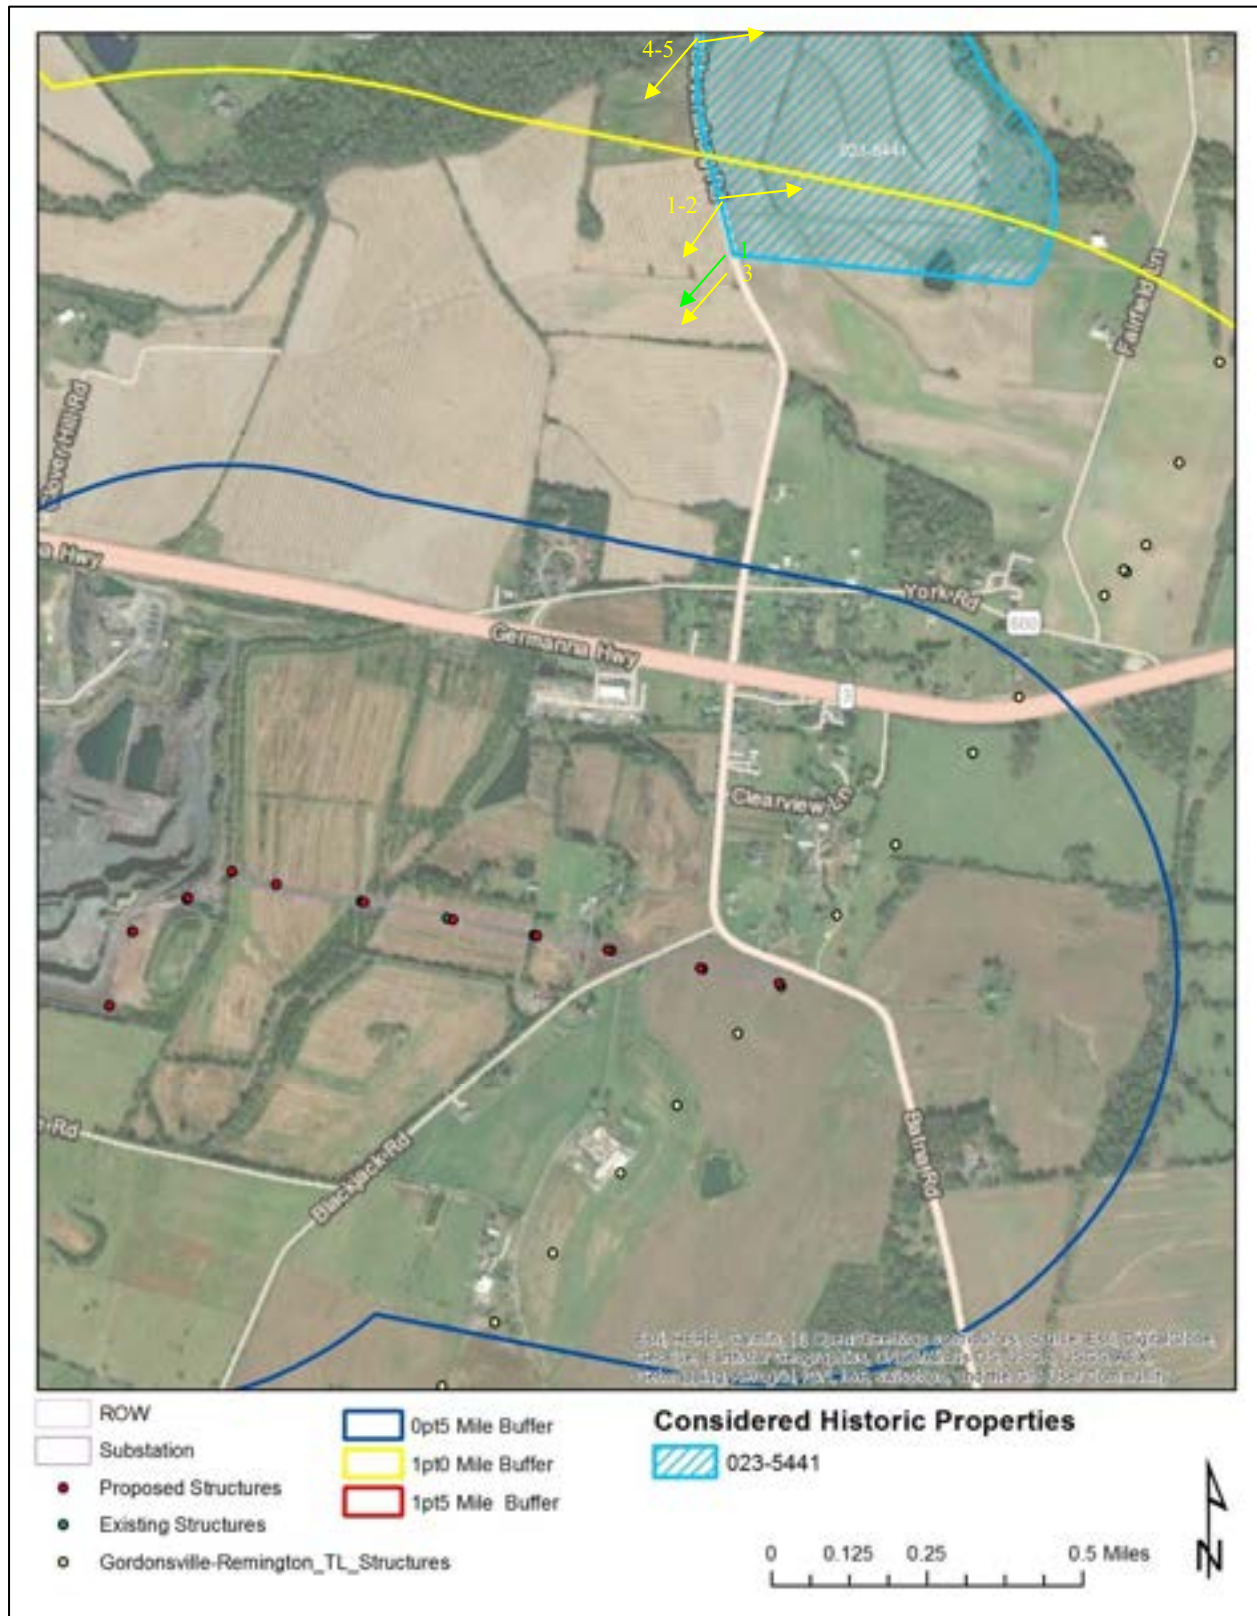 4-5
023-5441
1-2
1
3
Fairfield Ln
Hwy
York Rd
Germanna Hwy
Clearview Ln
Blackjack Rd
Batna Rd
ROW
Substation
Proposed Structures
Existing Structures
Gordonsville-Remington_TL_Structures
0pt5 Mile Buffer
1pt0 Mile Buffer
1pt5 Mile Buffer
Considered Historic Properties
023-5441
0 0.125 0.25 0.5 Miles
N